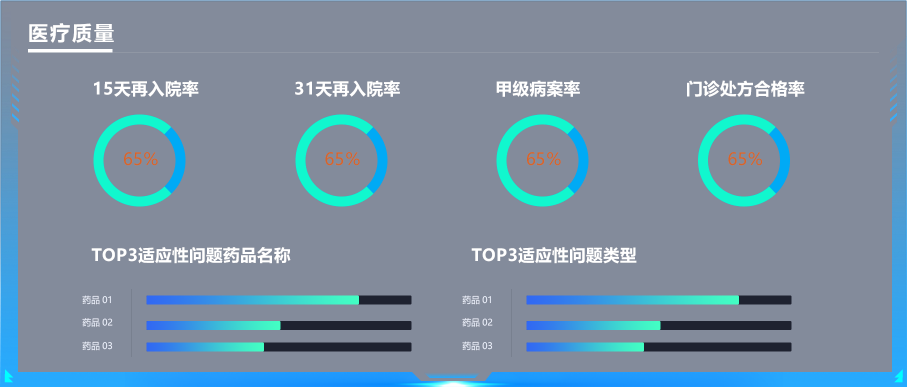 医疗质量
15天再入院率 31天再入院率 甲级病案率 门诊处方合格率
65% 65% 65% 65%
TOP3适应性问题药品名称 TOP3适应性问题类型
药品 01 药品 01
药品 02 药品 02
药品 03 药品 03